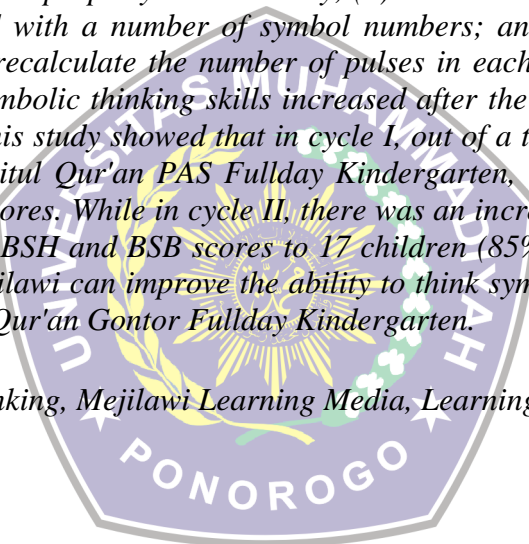 with a number of symbol numbers; an
recalculate the number of pulses in each
mbolic thinking skills increased after the
his study showed that in cycle I, out of a t
itul Qur'an PAS Fullday Kindergarten,
ores. While in cycle II, there was an incre
BSH and BSB scores to 17 children (85%
ilawi can improve the ability to think sym
Qur'an Gontor Fullday Kindergarten.
nking, Mejilawi Learning Media, Learning
UNIVERSITAS MUHAMMADIYAH
PONOROGO